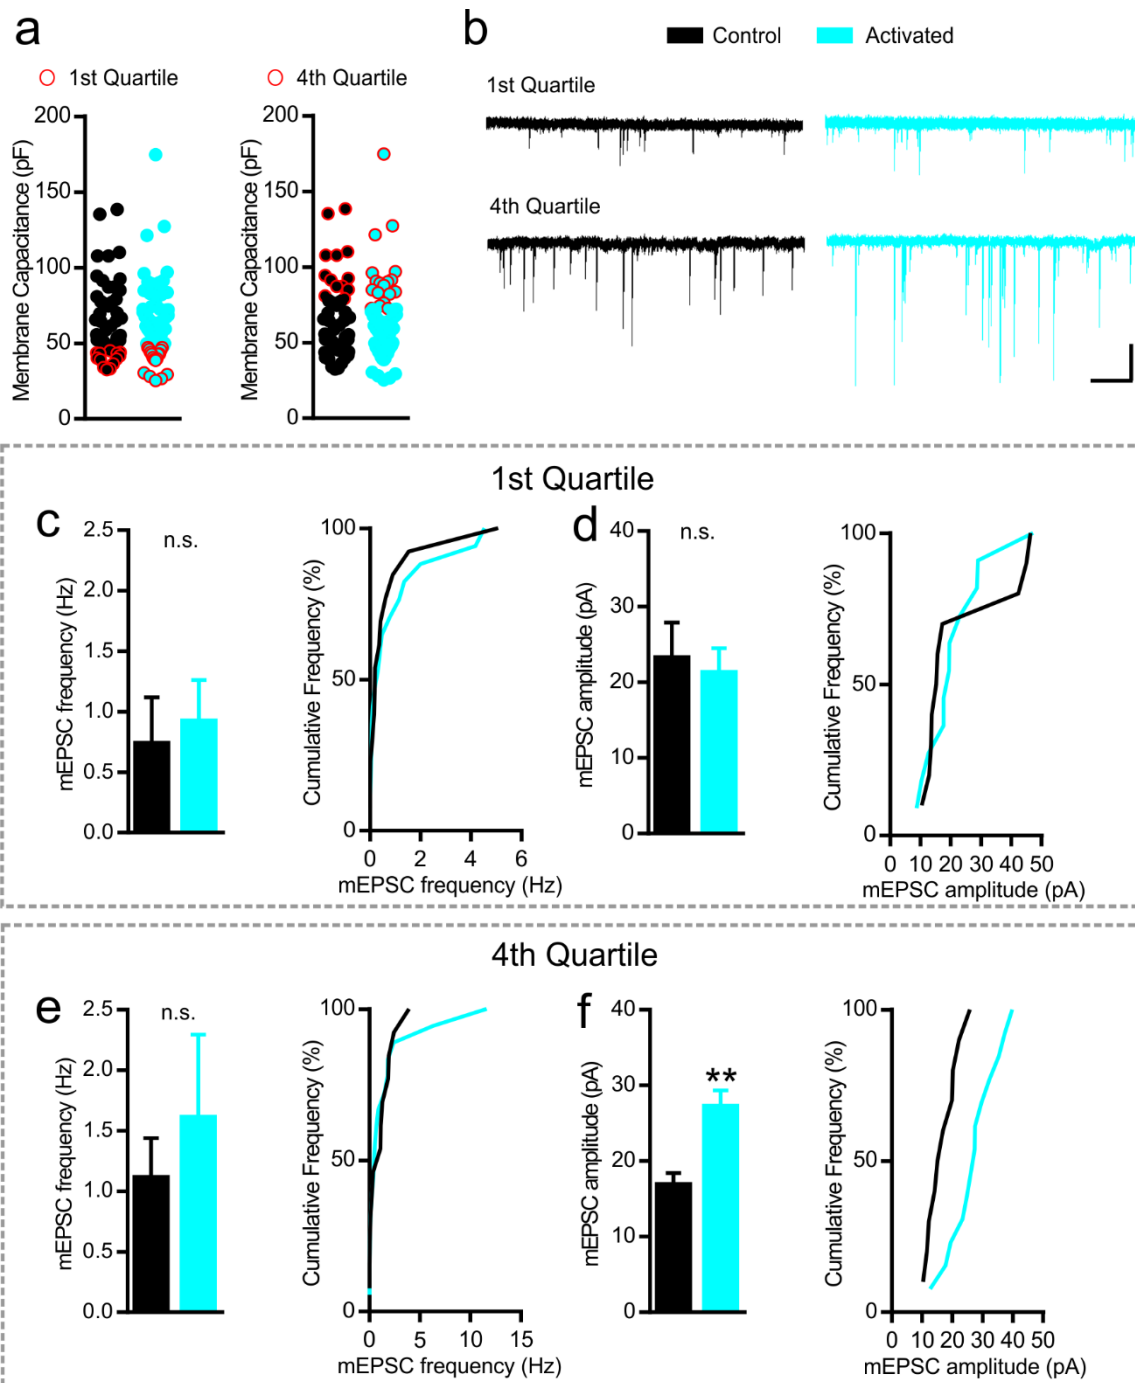 a
1st Quartile
4th Quartile
Membrane Capacitance (pF)
200
150
100
50
0
Membrane Capacitance (pF)
200
150
100
50
0
b
Control
Activated
1st Quartile
4th Quartile
1st Quartile
c
mEPSC frequency (Hz)
2.5
2.0
1.5
1.0
0.5
0.0
n.s.
Cumulative Frequency (%)
100
50
0
0 2 4 6
mEPSC frequency (Hz)
d
mEPSC amplitude (pA)
40
30
20
10
0
n.s.
Cumulative Frequency (%)
100
50
0
0 10 20 30 40 50
mEPSC amplitude (pA)
4th Quartile
e
mEPSC frequency (Hz)
2.5
2.0
1.5
1.0
0.5
0.0
n.s.
Cumulative Frequency (%)
100
50
0
0 5 10 15
mEPSC frequency (Hz)
f
mEPSC amplitude (pA)
40
30
20
10
0
**
Cumulative Frequency (%)
100
50
0
0 10 20 30 40 50
mEPSC amplitude (pA)